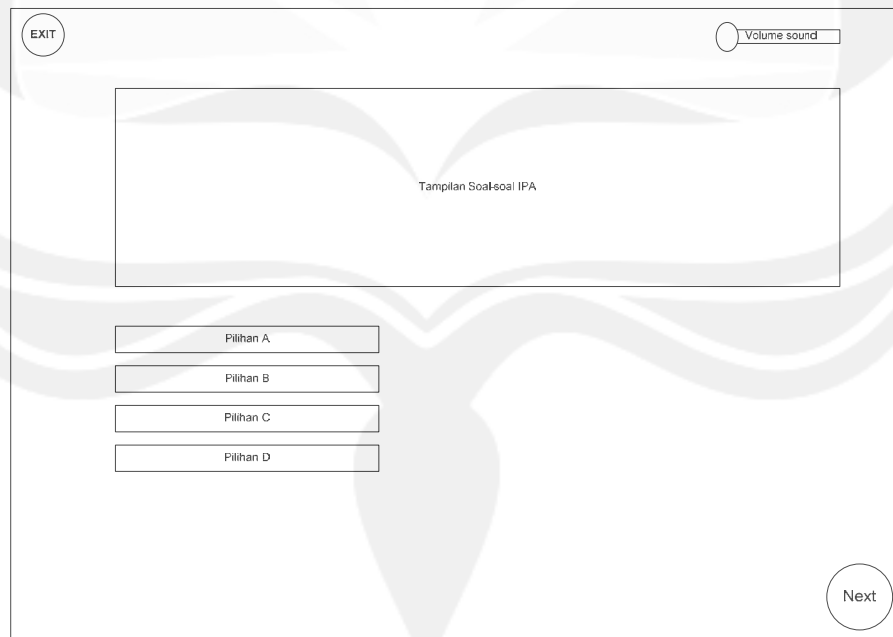 EXIT
Volume sound
Tampilan Soal-soal IPA
Pilihan A
Pilihan B
Pilihan C
Pilihan D
Next